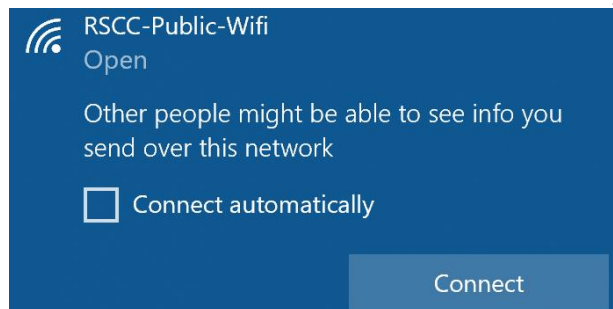 RSCC-Public-Wifi
Open
Other people might be able to see info you
send over this network
Connect automatically
Connect